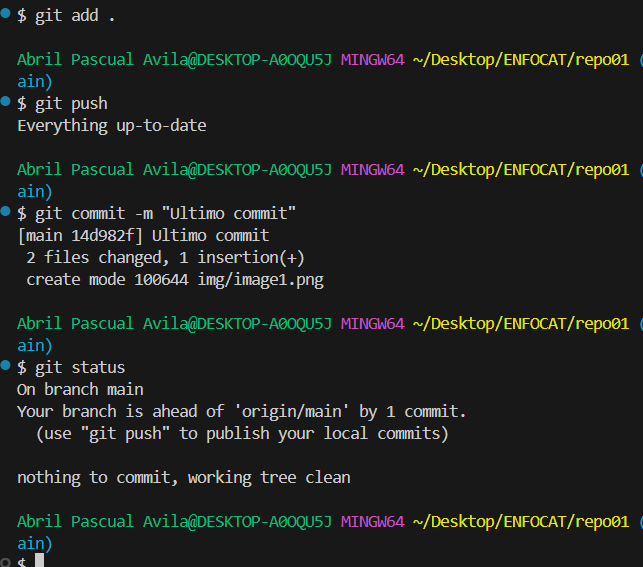 $ git add .
Abril Pascual Avila@DESKTOP-A0OQU5J MINGW64 ~/Desktop/ENFOCAT/repo01 (
ain)
$ git push
Everything up-to-date
Abril Pascual Avila@DESKTOP-A0OQU5J MINGW64 ~/Desktop/ENFOCAT/repo01 (
ain)
$ git commit -m "Ultimo commit"
[main 14d982f] Ultimo commit
 2 files changed, 1 insertion(+)
 create mode 100644 img/image1.png
Abril Pascual Avila@DESKTOP-A0OQU5J MINGW64 ~/Desktop/ENFOCAT/repo01 (
ain)
$ git status
On branch main
Your branch is ahead of 'origin/main' by 1 commit.
  (use "git push" to publish your local commits)
nothing to commit, working tree clean
Abril Pascual Avila@DESKTOP-A0OQU5J MINGW64 ~/Desktop/ENFOCAT/repo01 (
ain)
$